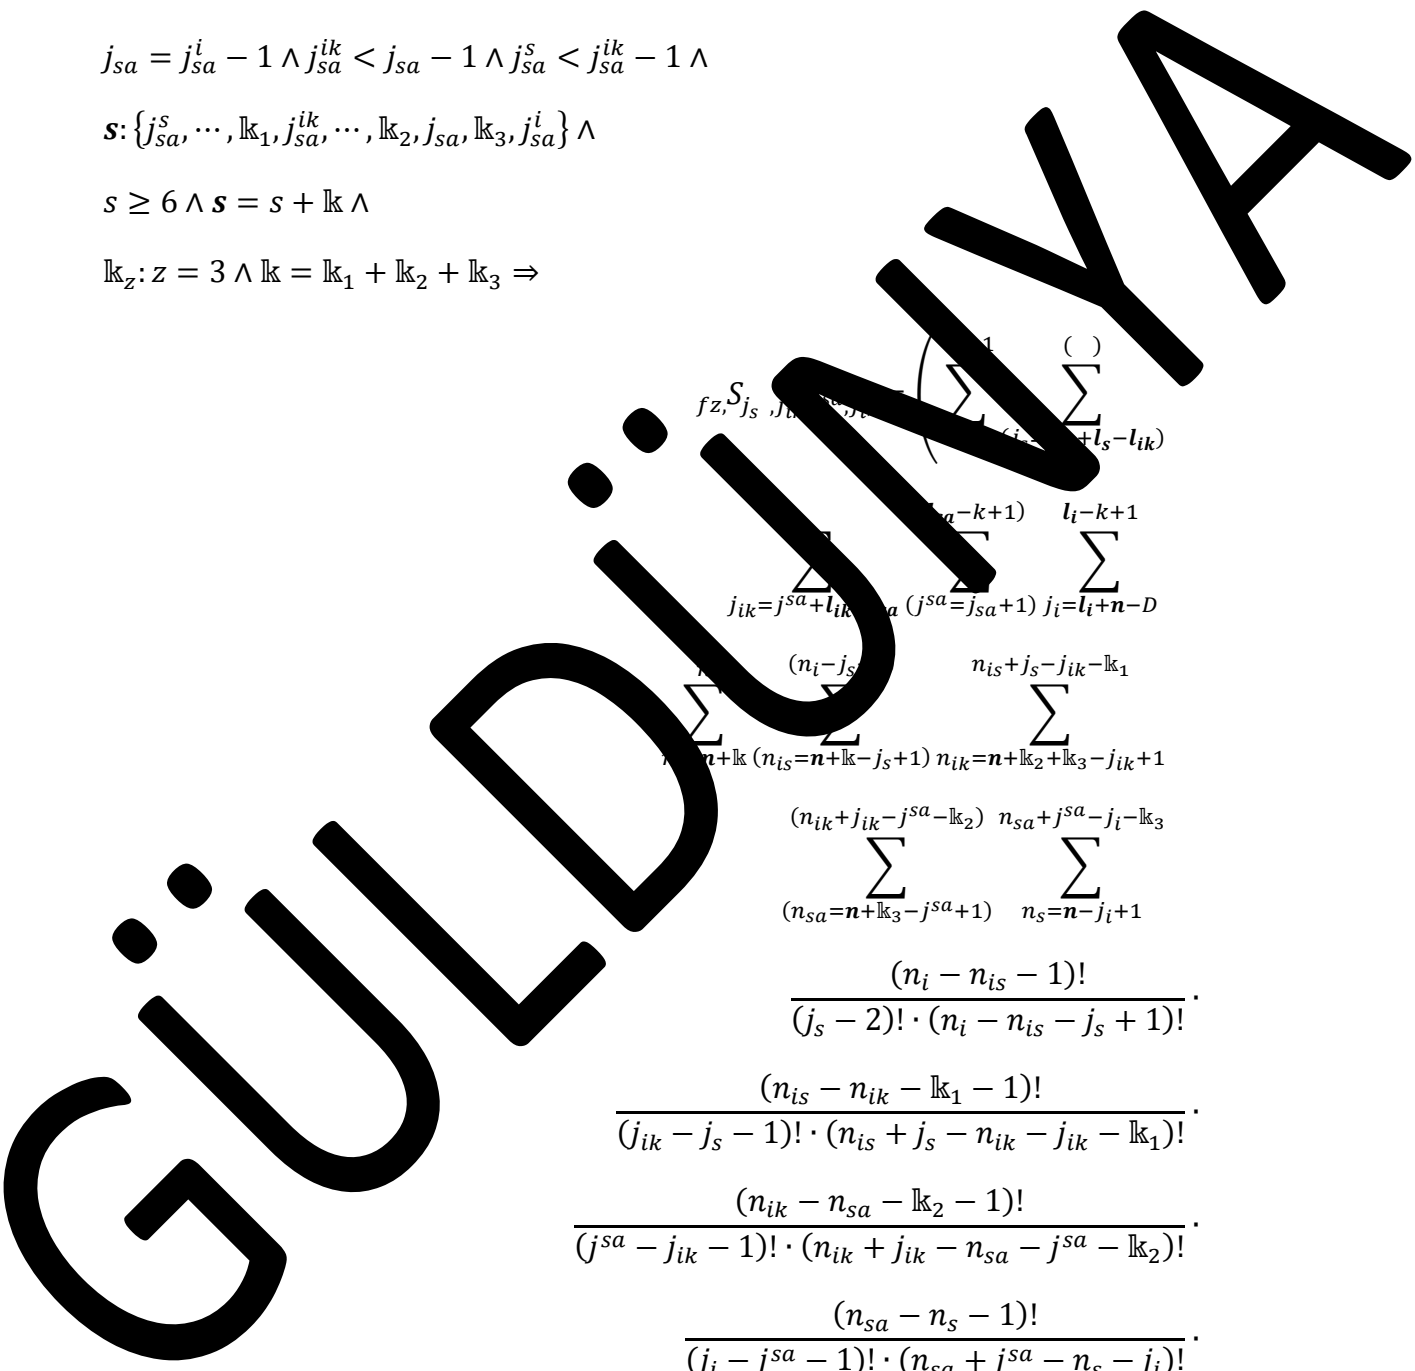 j_{sa} = j_{sa}^{i} − 1 ∧ j_{sa}^{ik} < j_{sa} − 1 ∧ j_{sa}^{s} < j_{sa}^{ik} − 1 ∧
𝒔: {j_{sa}^{s}, ⋯ , 𝕜_1, j_{sa}^{ik}, ⋯ , 𝕜_2, j_{sa}, 𝕜_3, j_{sa}^{i}} ∧
s ≥ 6 ∧ 𝒔 = s + 𝕜 ∧
𝕜_z: z = 3 ∧ 𝕜 = 𝕜_1 + 𝕜_2 + 𝕜_3 ⇒
_{fz,}S_{j_s} ( ∑ ∑^{( )} +𝒍_𝒔−𝒍_{𝒊𝒌})
∑_{j_{ik}=j^{sa}+𝒍_{𝒊𝒌}} ∑_{(j^{sa}=j_{sa}+1)}^{−k+1)} ∑_{j_i=𝒍_𝒊+𝒏−D}^{𝒍_𝒊−k+1}
∑_{𝒏+𝕜} ∑_{(n_{is}=𝒏+𝕜−j_s+1)}^{(n_i−j_s} ∑_{n_{ik}=𝒏+𝕜_2+𝕜_3−j_{ik}+1}^{n_{is}+j_s−j_{ik}−𝕜_1}
∑_{(n_{sa}=𝒏+𝕜_3−j^{sa}+1)}^{(n_{ik}+j_{ik}−j^{sa}−𝕜_2)} ∑_{n_s=𝒏−j_i+1}^{n_{sa}+j^{sa}−j_i−𝕜_3}
(n_i − n_{is} − 1)!
(j_s − 2)! · (n_i − n_{is} − j_s + 1)! ·
(n_{is} − n_{ik} − 𝕜_1 − 1)!
(j_{ik} − j_s − 1)! · (n_{is} + j_s − n_{ik} − j_{ik} − 𝕜_1)! ·
(n_{ik} − n_{sa} − 𝕜_2 − 1)!
(j^{sa} − j_{ik} − 1)! · (n_{ik} + j_{ik} − n_{sa} − j^{sa} − 𝕜_2)! ·
(n_{sa} − n_s − 1)!
(j_i − j^{sa} − 1)! · (n_{sa} + j^{sa} − n_s − j_i)! ·
GÜLDÜNYA